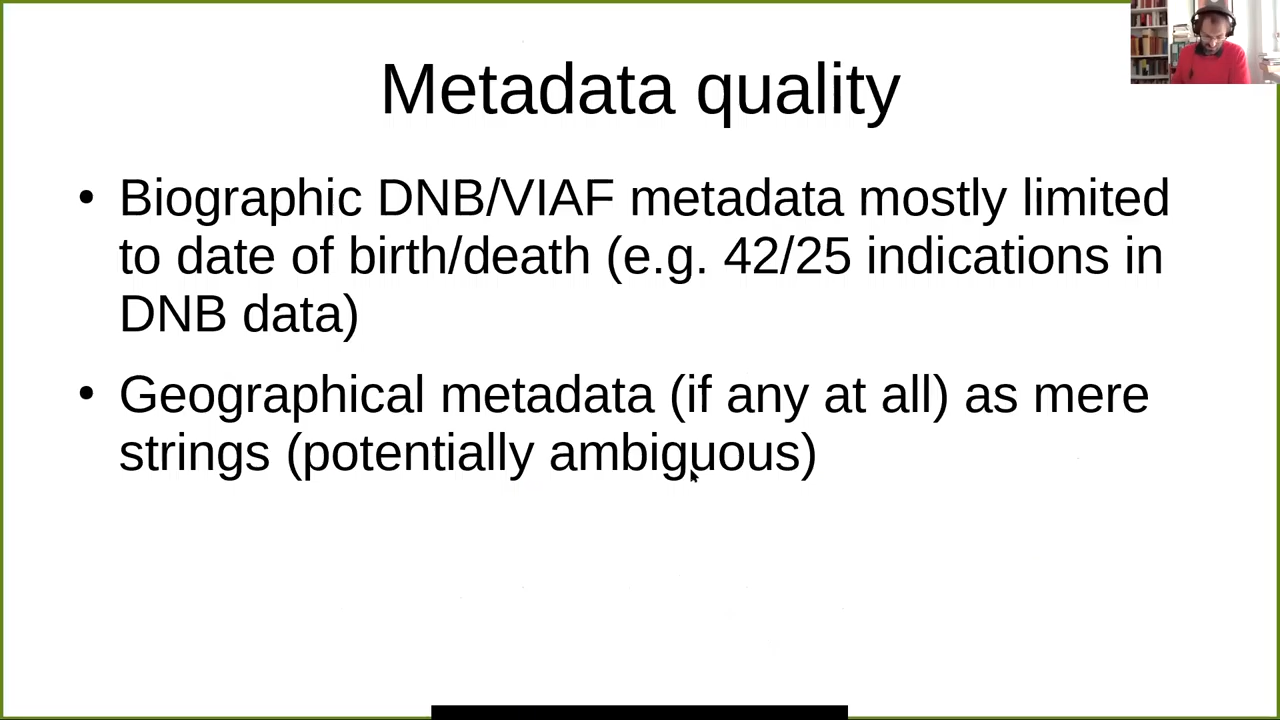 Metadata quality
• Biographic DNB/VIAF metadata mostly limited
to date of birth/death (e.g. 42/25 indications in
DNB data)
• Geographical metadata (if any at all) as mere
strings (potentially ambiguous)